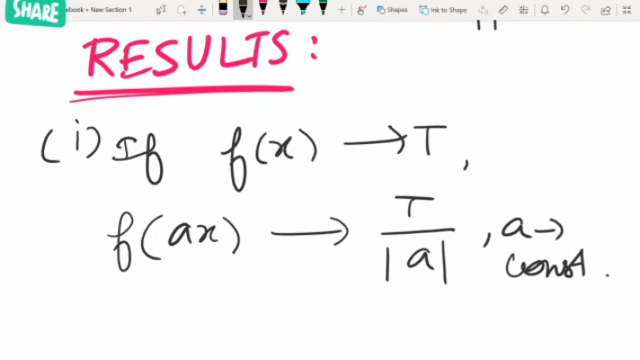 SHARE
ebook » New Section 1
Shapes
Ink to Shape
RESULTS:
(i) If f(x) → T,
f(ax) → T/|a|, a →
const.